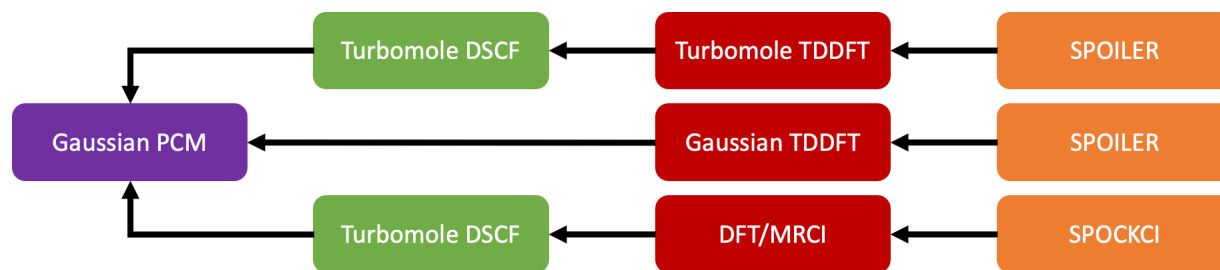 Turbomole DSCF
Turbomole TDDFT
SPOILER
Gaussian PCM
Gaussian TDDFT
SPOILER
Turbomole DSCF
DFT/MRCI
SPOCKCI